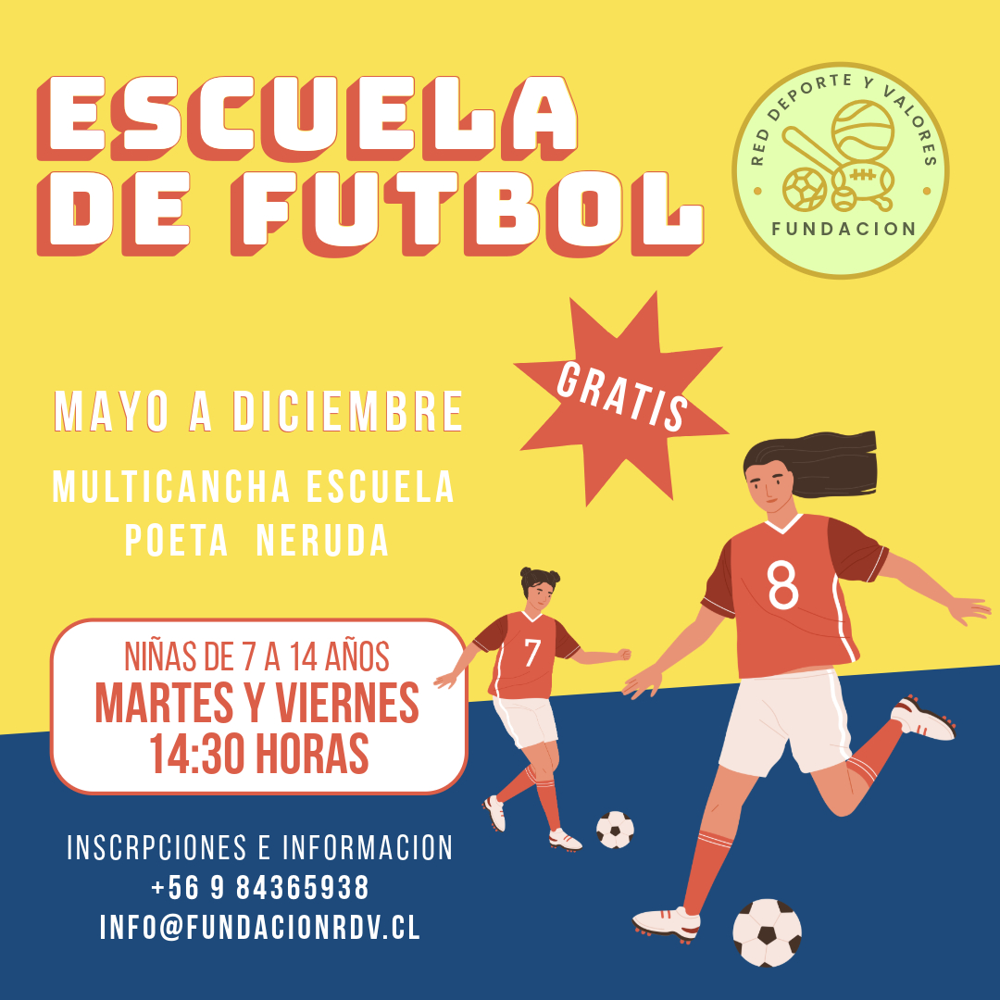 ESCUELA
DE FUTBOL
RED DEPORTE Y VALORES
FUNDACION
GRATIS
MAYO A DICIEMBRE
MULTICANCHA ESCUELA
POETA NERUDA
8
7
NIÑAS DE 7 A 14 AÑOS
MARTES Y VIERNES
14:30 HORAS
INSCRPCIONES E INFORMACION
+56 9 84365938
INFO@FUNDACIONRDV.CL